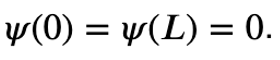 ψ(0) = ψ(L) = 0.